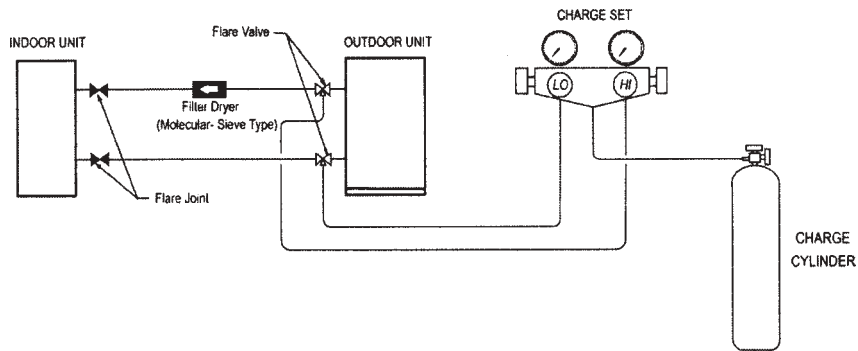 CHARGE SET
INDOOR UNIT
Flare Valve
OUTDOOR UNIT
LO
HI
Filter Dryer
(Molecular- Sieve Type)
Flare Joint
CHARGE
CYLINDER